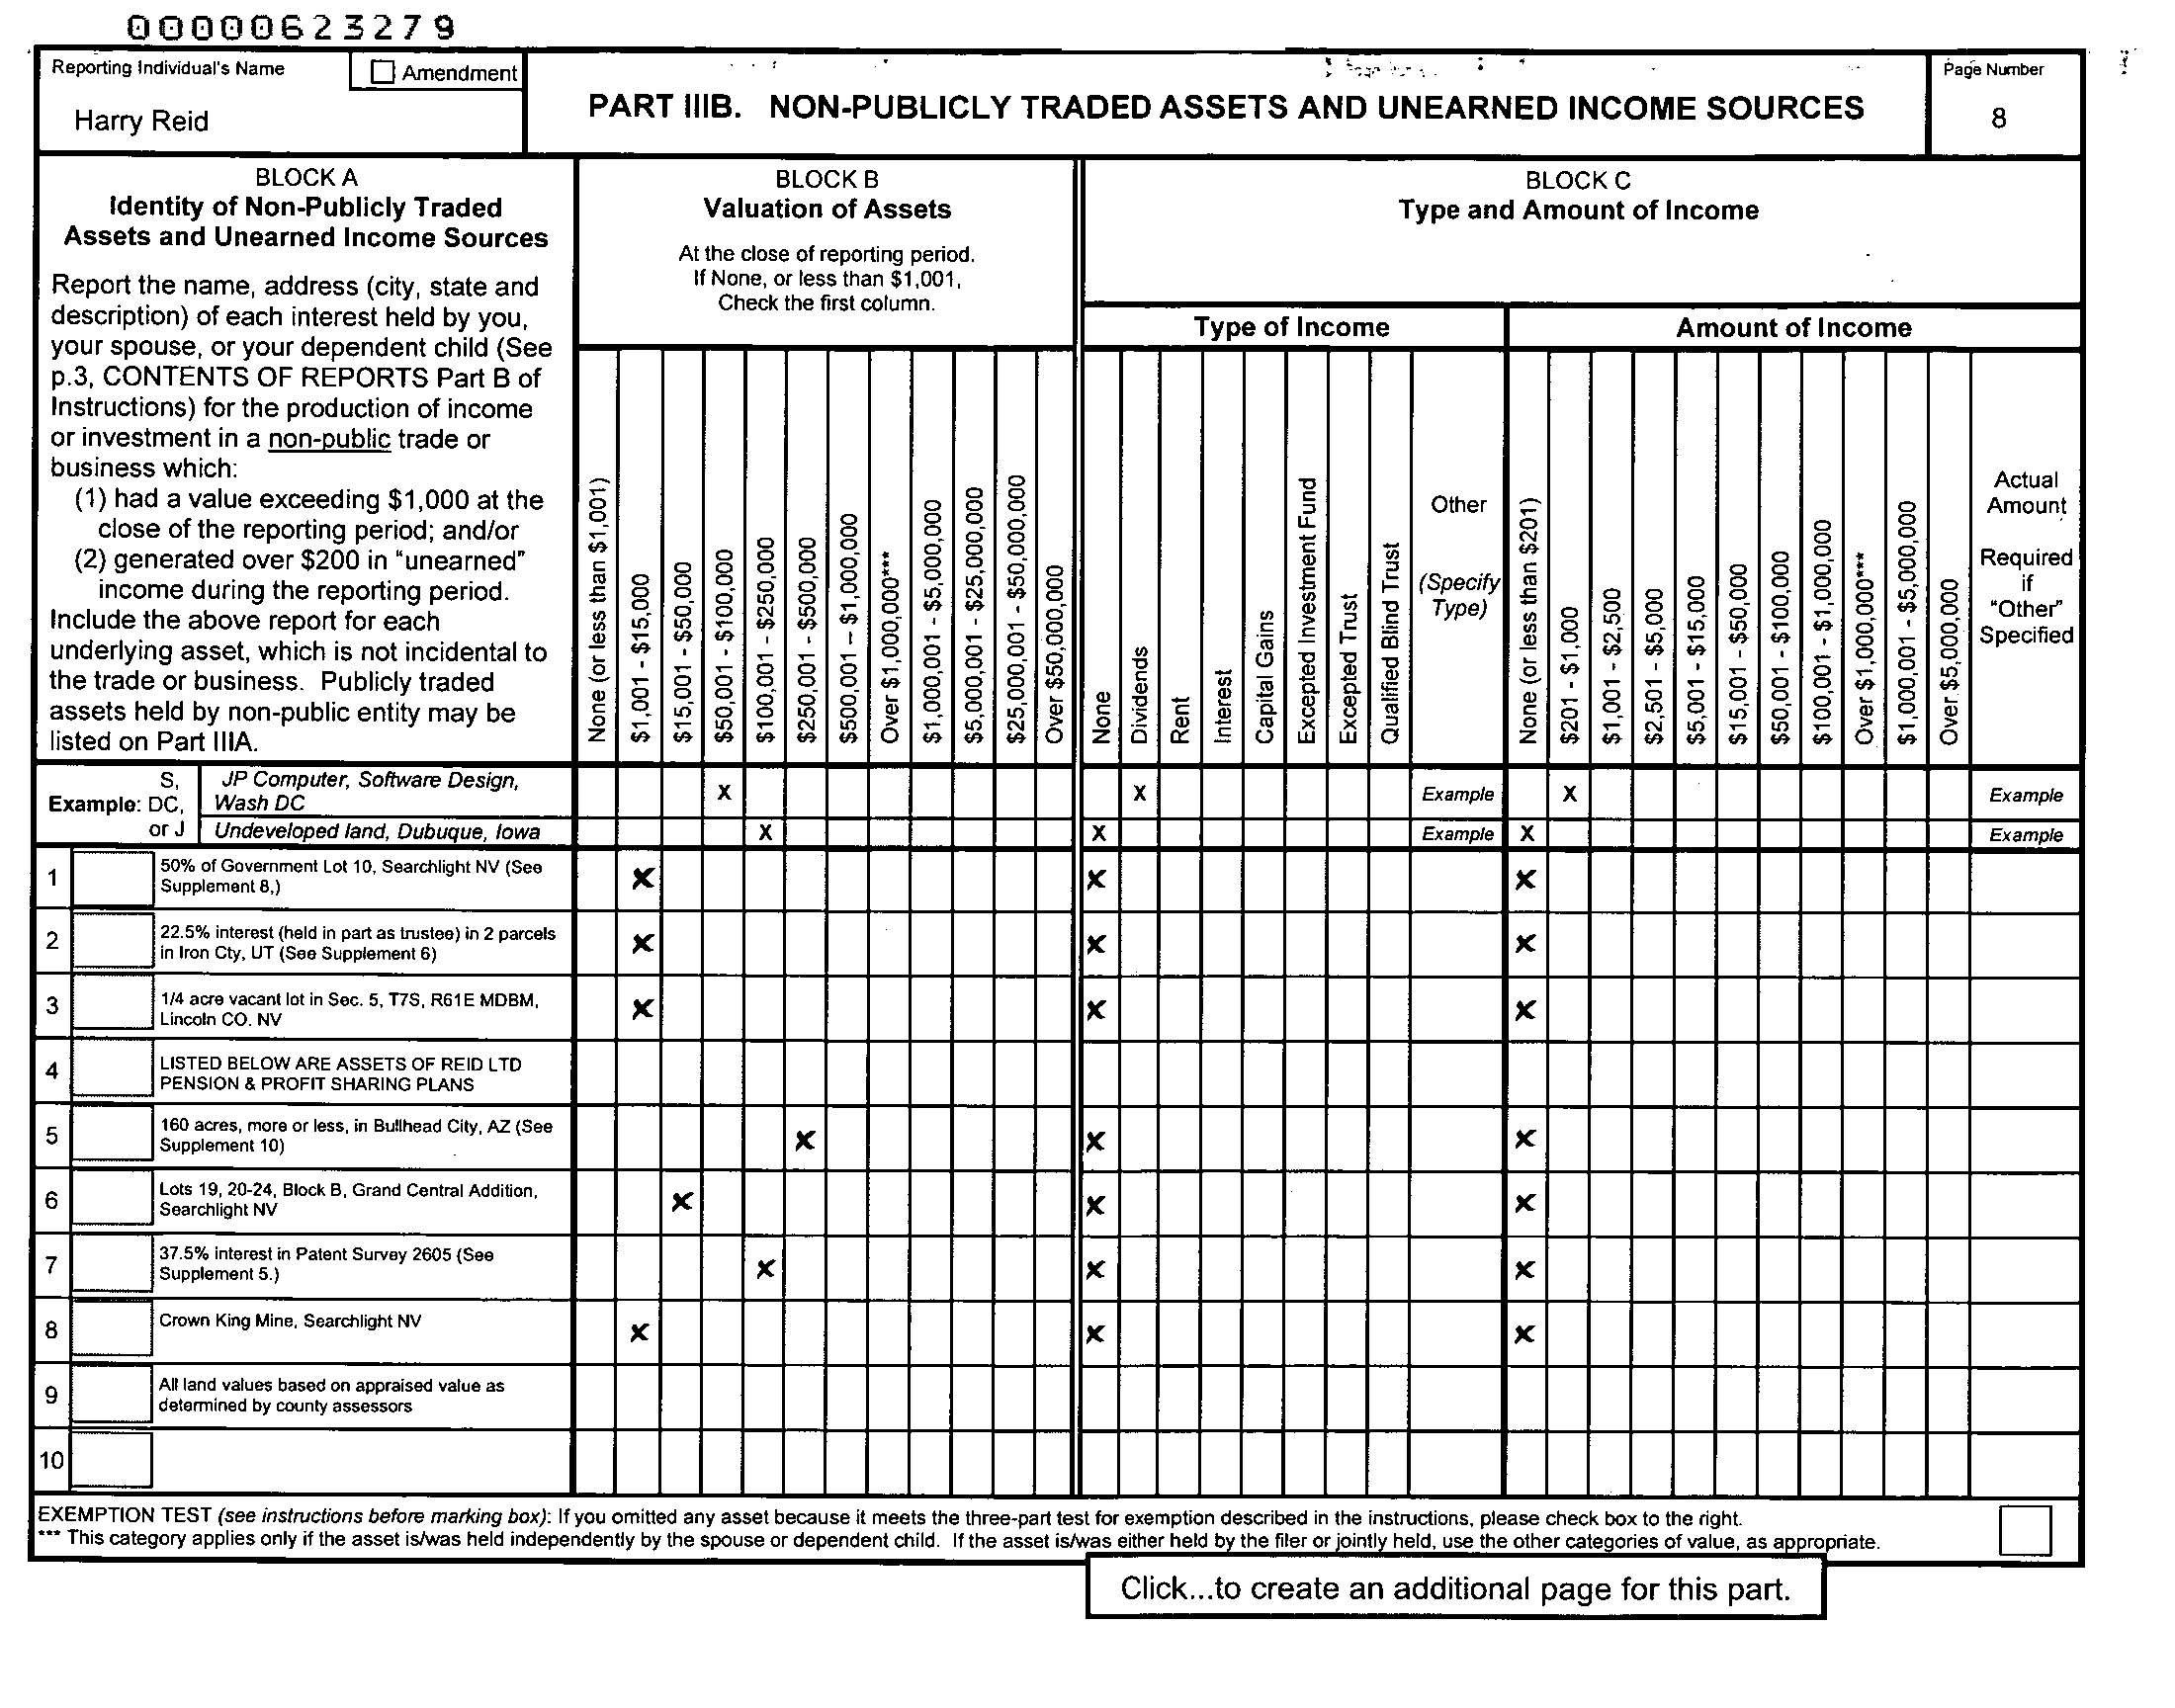 00000623279
Reporting Individual's Name
Amendment
Harry Reid
PART IIIB. NON-PUBLICLY TRADED ASSETS AND UNEARNED INCOME SOURCES
Page Number
8
BLOCK A
Identity of Non-Publicly Traded
Assets and Unearned Income Sources
Report the name, address (city, state and
description) of each interest held by you,
your spouse, or your dependent child (See
p.3, CONTENTS OF REPORTS Part B of
Instructions) for the production of income
or investment in a non-public trade or
business which:
(1) had a value exceeding $1,000 at the
close of the reporting period; and/or
(2) generated over $200 in "unearned"
income during the reporting period.
Include the above report for each
underlying asset, which is not incidental to
the trade or business. Publicly traded
assets held by non-public entity may be
listed on Part IIIA.
BLOCK B
Valuation of Assets
At the close of reporting period.
If None, or less than $1,001,
Check the first column.
None (or less than $1,001)
$1,001 - $15,000
$15,001 - $50,000
$50,001 - $100,000
$100,001 - $250,000
$250,001 - $500,000
$500,001 – $1,000,000
Over $1,000,000***
$1,000,001 - $5,000,000
$5,000,001 - $25,000,000
$25,000,001 - $50,000,000
Over $50,000,000
BLOCK C
Type and Amount of Income
Type of Income
None
Dividends
Rent
Interest
Capital Gains
Excepted Investment Fund
Excepted Trust
Qualified Blind Trust
Other
(Specify
Type)
Amount of Income
None (or less than $201)
$201 - $1,000
$1,001 - $2,500
$2,501 - $5,000
$5,001 - $15,000
$15,001 - $50,000
$50,001 - $100,000
$100,001 - $1,000,000
Over $1,000,000***
$1,000,001 - $5,000,000
Over $5,000,000
Actual
Amount
Required
if
"Other"
Specified
Example:
S,
DC,
or J
JP Computer, Software Design,
Wash DC
X X Example X Example
Undeveloped land, Dubuque, Iowa X X Example X Example
1 50% of Government Lot 10, Searchlight NV (See
Supplement 8,) X X X
2 22.5% interest (held in part as trustee) in 2 parcels
in Iron Cty, UT (See Supplement 6) X X X
3 1/4 acre vacant lot in Sec. 5, T7S, R61E MDBM,
Lincoln CO. NV X X X
4 LISTED BELOW ARE ASSETS OF REID LTD
PENSION & PROFIT SHARING PLANS
5 160 acres, more or less, in Bullhead City, AZ (See
Supplement 10) X X X
6 Lots 19, 20-24, Block B, Grand Central Addition,
Searchlight NV X X X
7 37.5% interest in Patent Survey 2605 (See
Supplement 5.) X X X
8 Crown King Mine, Searchlight NV X X X
9 All land values based on appraised value as
determined by county assessors
10
EXEMPTION TEST (see instructions before marking box): If you omitted any asset because it meets the three-part test for exemption described in the instructions, please check box to the right.
*** This category applies only if the asset is/was held independently by the spouse or dependent child. If the asset is/was either held by the filer or jointly held, use the other categories of value, as appropriate.
Click...to create an additional page for this part.